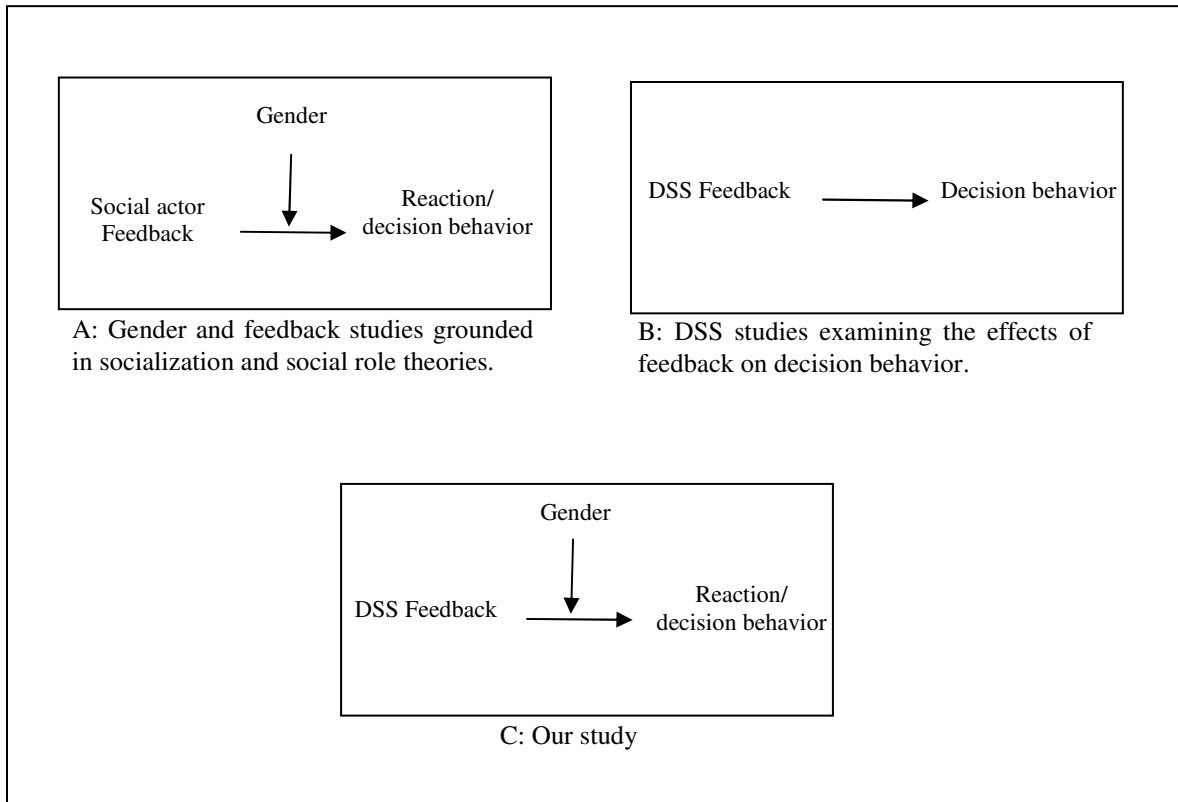 Gender
Social actor
Feedback
Reaction/
decision behavior
A: Gender and feedback studies grounded
in socialization and social role theories.
DSS Feedback
Decision behavior
B: DSS studies examining the effects of
feedback on decision behavior.
Gender
DSS Feedback
Reaction/
decision behavior
C: Our study